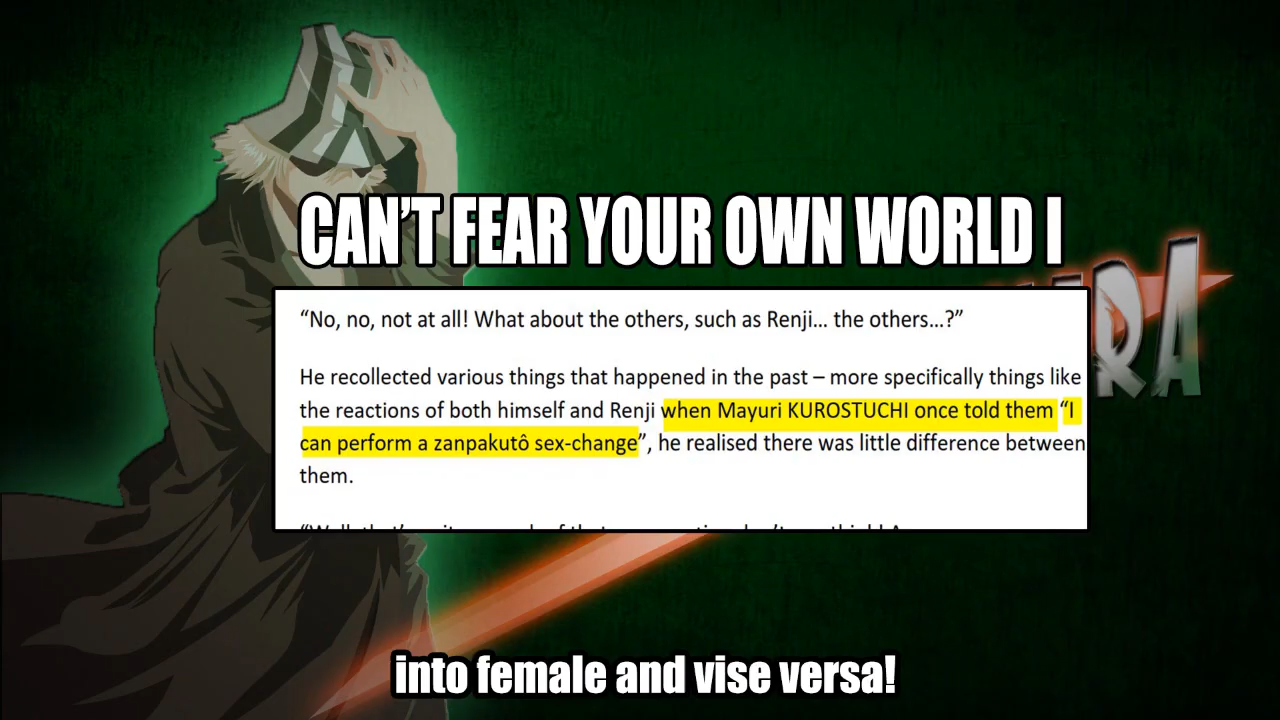 CAN'T FEAR YOUR OWN WORLD I
“No, no, not at all! What about the others, such as Renji... the others...?”
He recollected various things that happened in the past – more specifically things like
the reactions of both himself and Renji when Mayuri KUROSTUCHI once told them “I
can perform a zanpakutô sex-change”, he realised there was little difference between
them.
into female and vise versa!